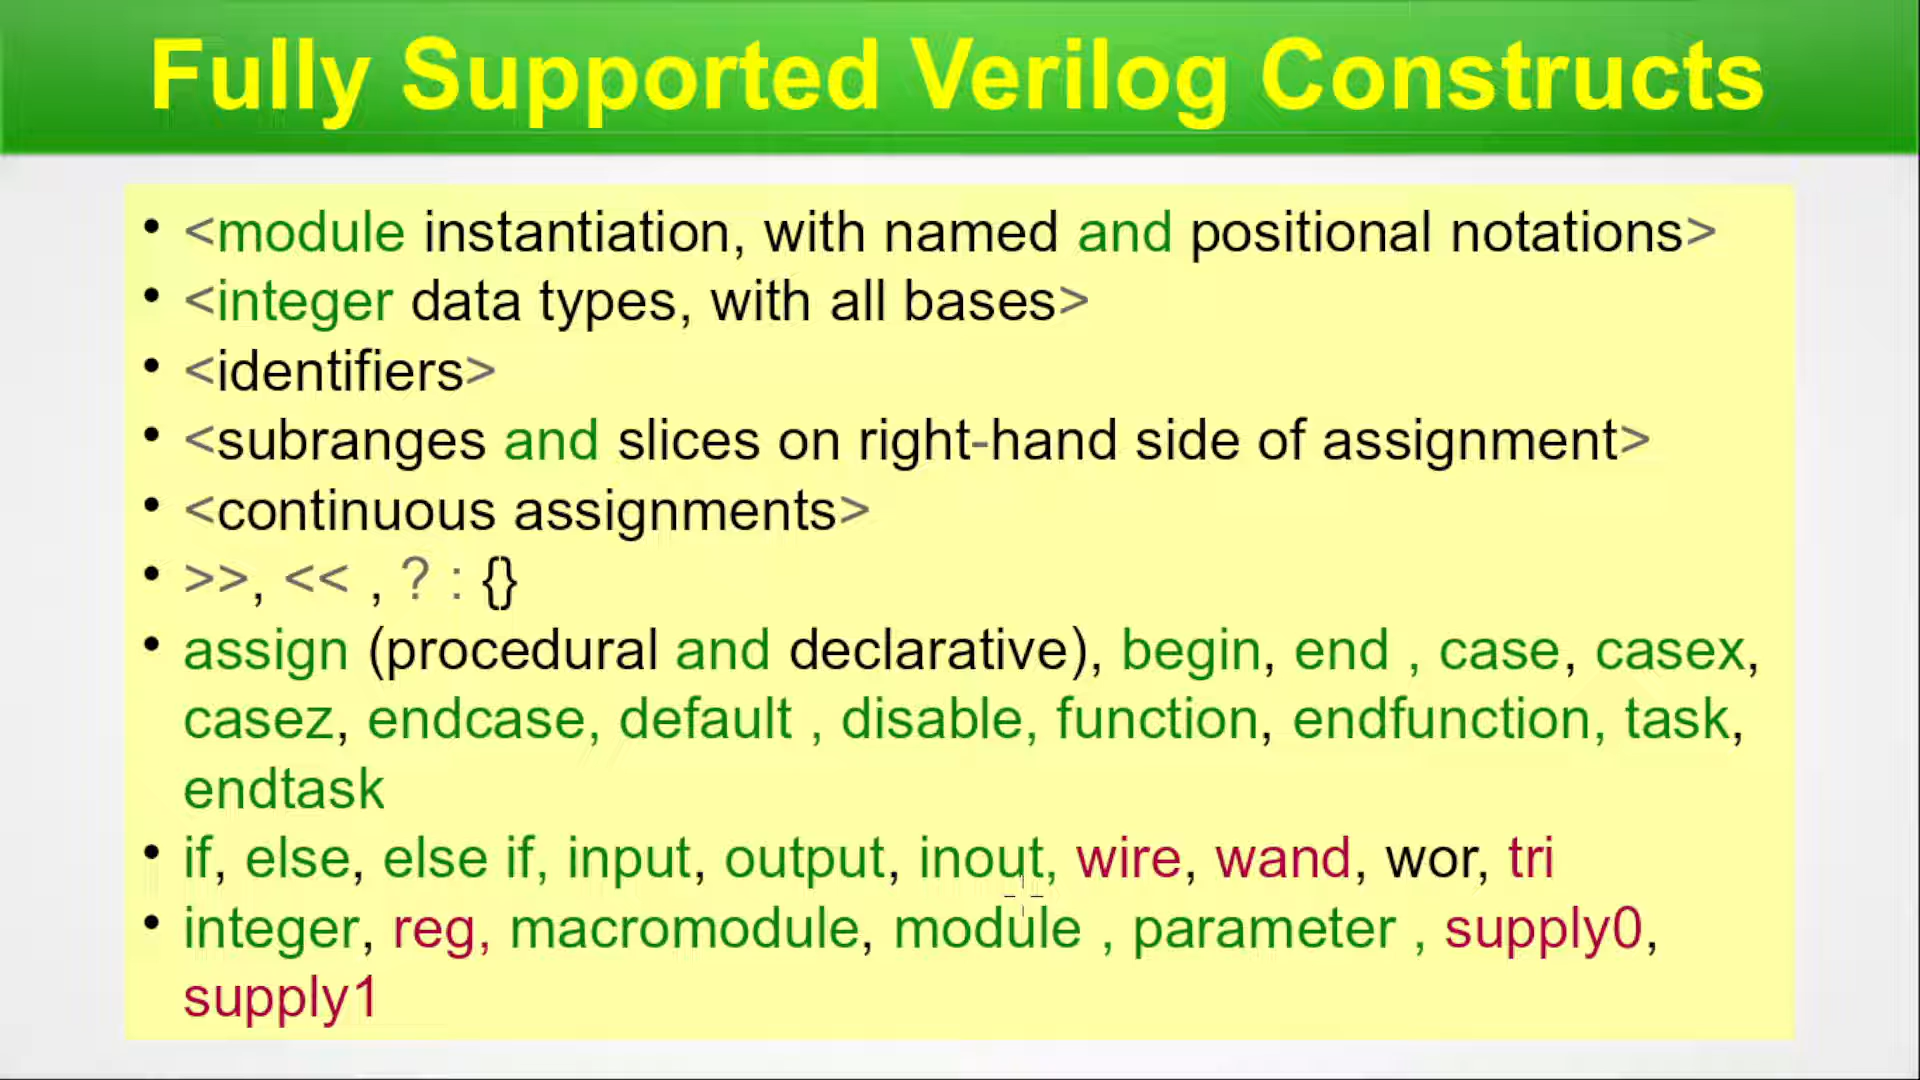 Fully Supported Verilog Constructs
• <module instantiation, with named and positional notations>
• <integer data types, with all bases>
• <identifiers>
• <subranges and slices on right-hand side of assignment>
• <continuous assignments>
• >>, << , ? : {}
• assign (procedural and declarative), begin, end , case, casex,
casez, endcase, default , disable, function, endfunction, task,
endtask
• if, else, else if, input, output, inout, wire, wand, wor, tri
• integer, reg, macromodule, module , parameter , supply0,
supply1